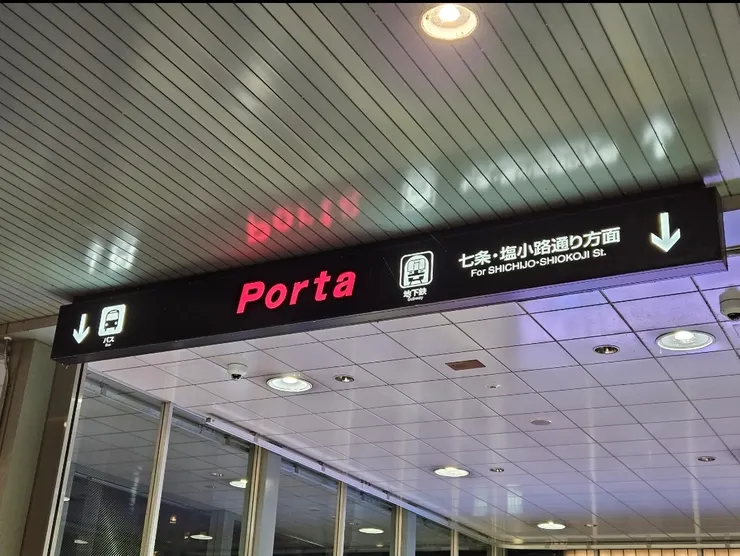 バス
Bus
Porta
地下鉄
Subway
七条・塩小路通り方面
For SHICHIJO・SHIOKOJI St.